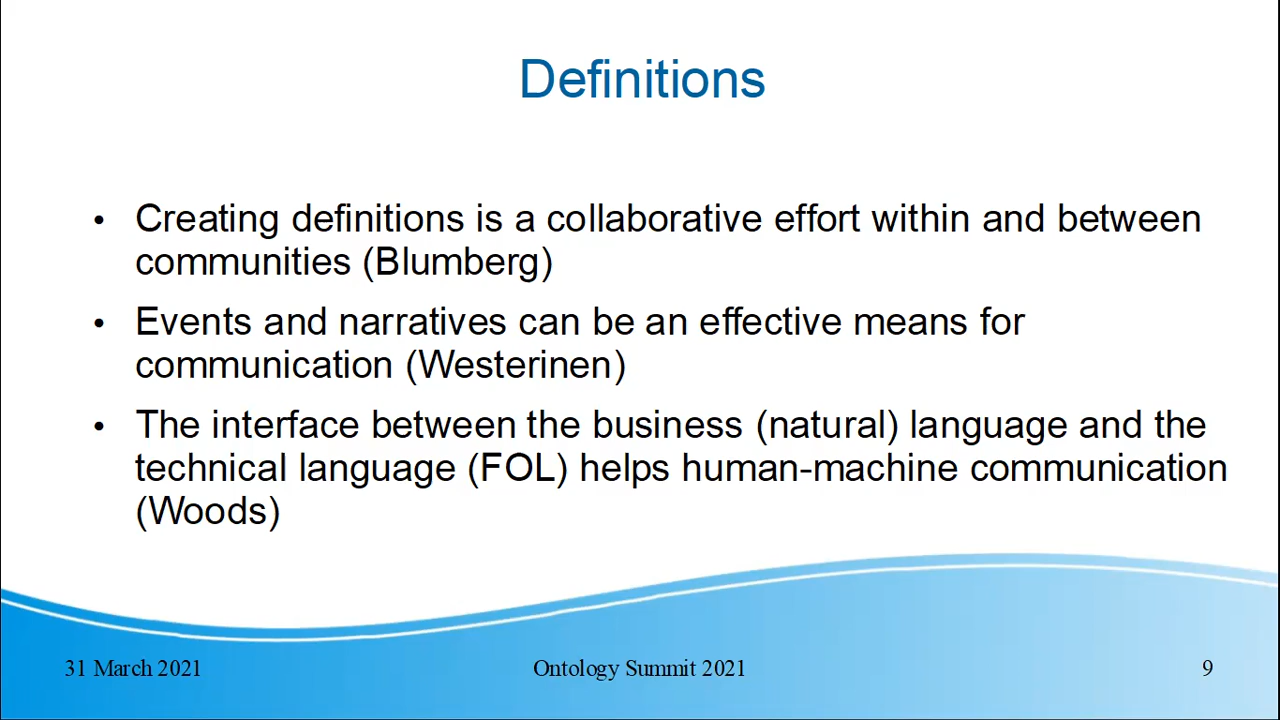 Definitions
• Creating definitions is a collaborative effort within and between
communities (Blumberg)
• Events and narratives can be an effective means for
communication (Westerinen)
• The interface between the business (natural) language and the
technical language (FOL) helps human-machine communication
(Woods)
31 March 2021
Ontology Summit 2021
9